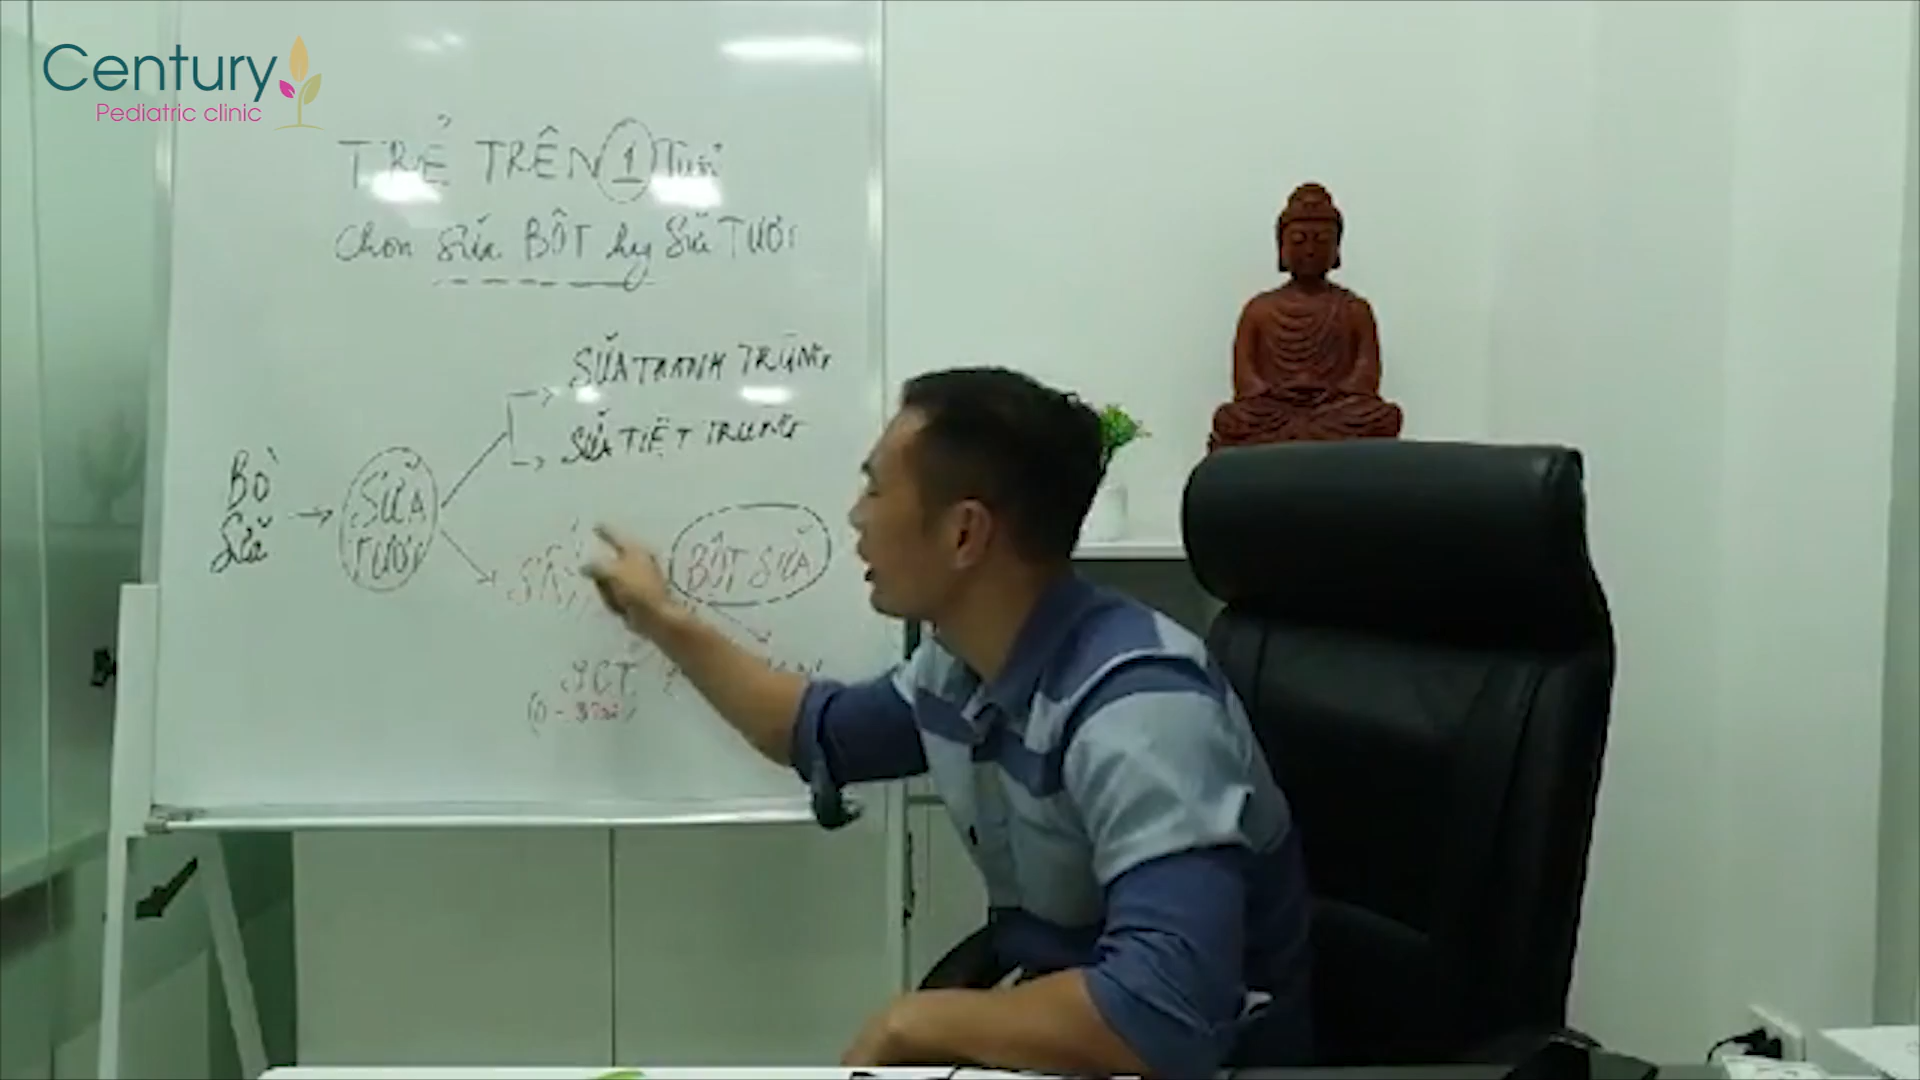 Century
Pediatric clinic
TRẺ TRÊN 1 Tuổi
Chọn sữa BỘT hay Sữa TƯƠI
SỮA THANH TRÙNG
SỮA TIỆT TRÙNG
BÒ
Sữa
SỮA
TƯƠI
BỘT SỮA
SCT
(0 - 3 Tuổi)